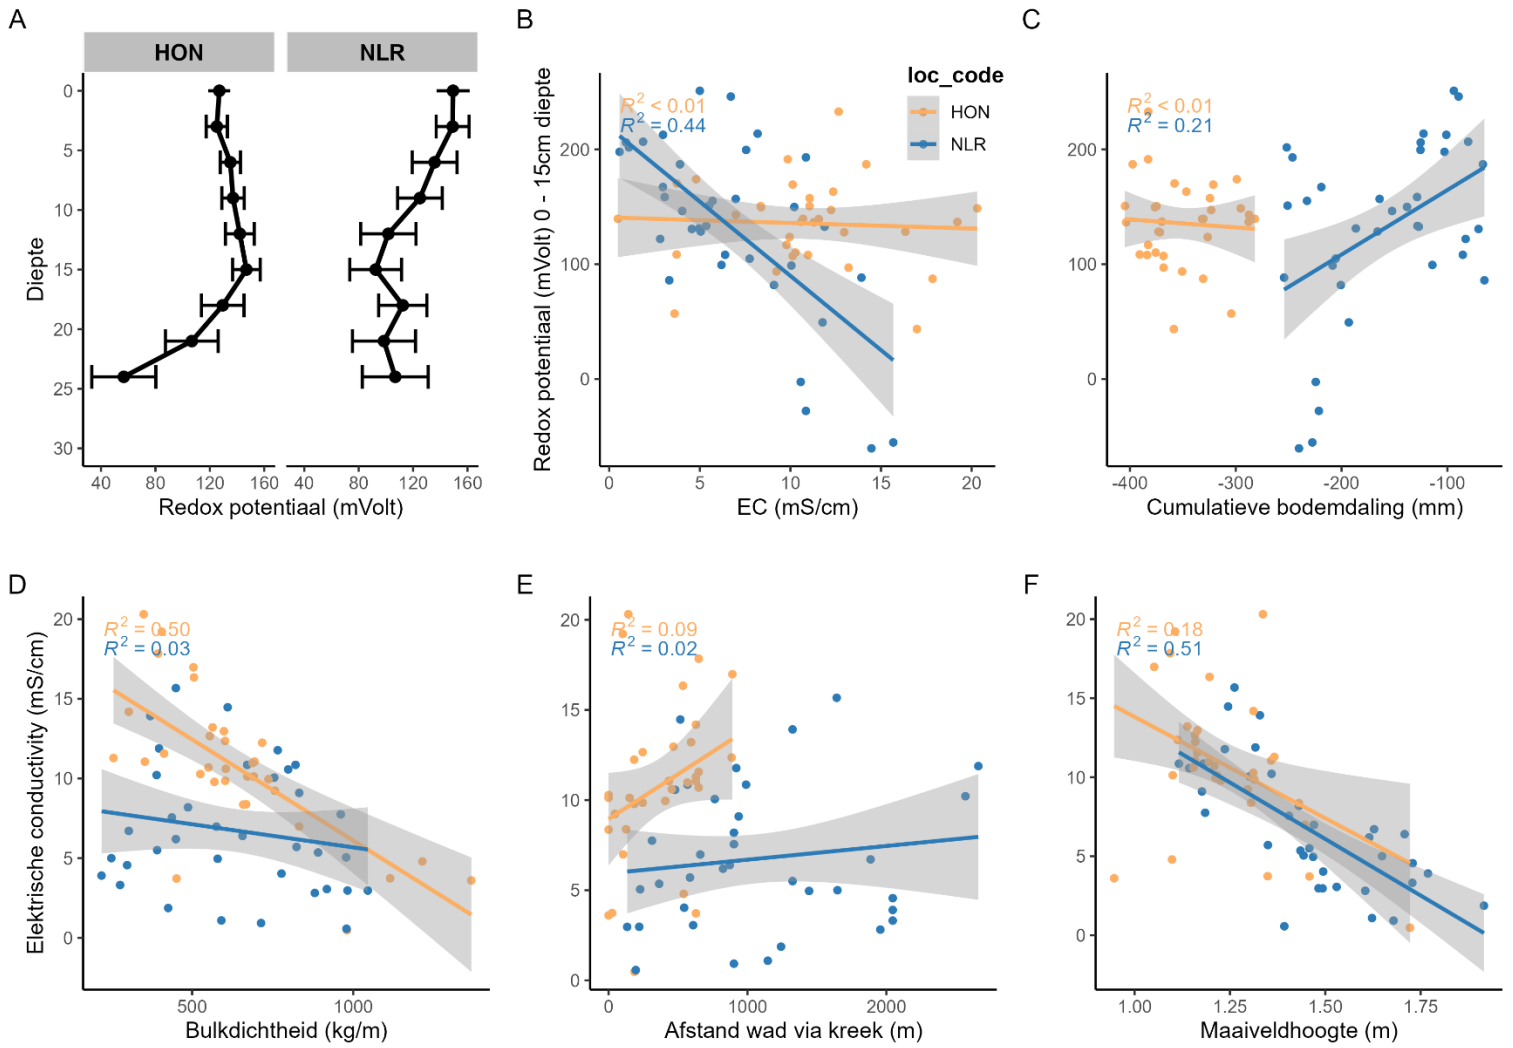 A
HON
NLR
0
5
10
15
20
25
30
Diepte
40
80
120
160
40
80
120
160
Redox potentiaal (mVolt)
B
loc_code
HON
NLR
R² < 0.01
R² = 0.44
200
100
0
Redox potentiaal (mVolt) 0 - 15cm diepte
0
5
10
15
20
EC (mS/cm)
C
R² < 0.01
R² = 0.21
200
100
0
-400
-300
-200
-100
Cumulatieve bodemdaling (mm)
D
R² = 0.50
R² = 0.03
20
15
10
5
0
Elektrische conductivity (mS/cm)
500
1000
Bulkdichtheid (kg/m)
E
R² = 0.09
R² = 0.02
20
15
10
5
0
0
1000
2000
Afstand wad via kreek (m)
F
R² = 0.18
R² = 0.51
20
15
10
5
0
1.00
1.25
1.50
1.75
Maaiveldhoogte (m)